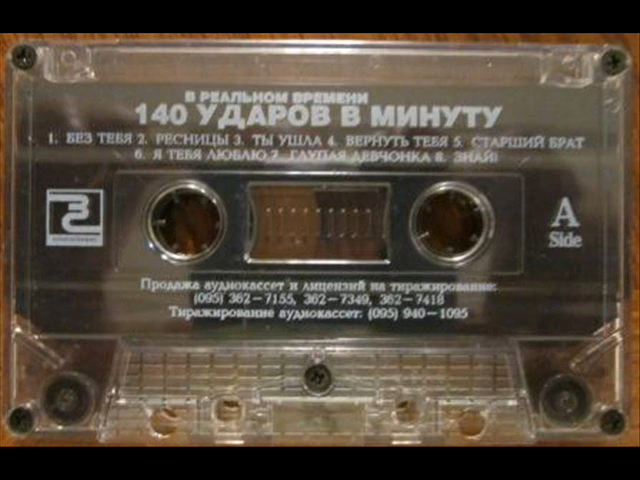 В РЕАЛЬНОМ ВРЕМЕНИ
140 УДАРОВ В МИНУТУ
1. БЕЗ ТЕБЯ 2. РЕСНИЦЫ 3. ТЫ УШЛА 4. ВЕРНУТЬ ТЕБЯ 5. СТАРШИЙ БРАТ
6. Я ТЕБЯ ЛЮБЛЮ 7. ГЛУПАЯ ДЕВЧОНКА 8. ЗНАЙ!
A
Side
Продажа аудиокассет и лицензий на тиражирование:
(095) 362-7155, 362-7349, 362-7418
Тиражирование аудиокассет: (095) 940-1095